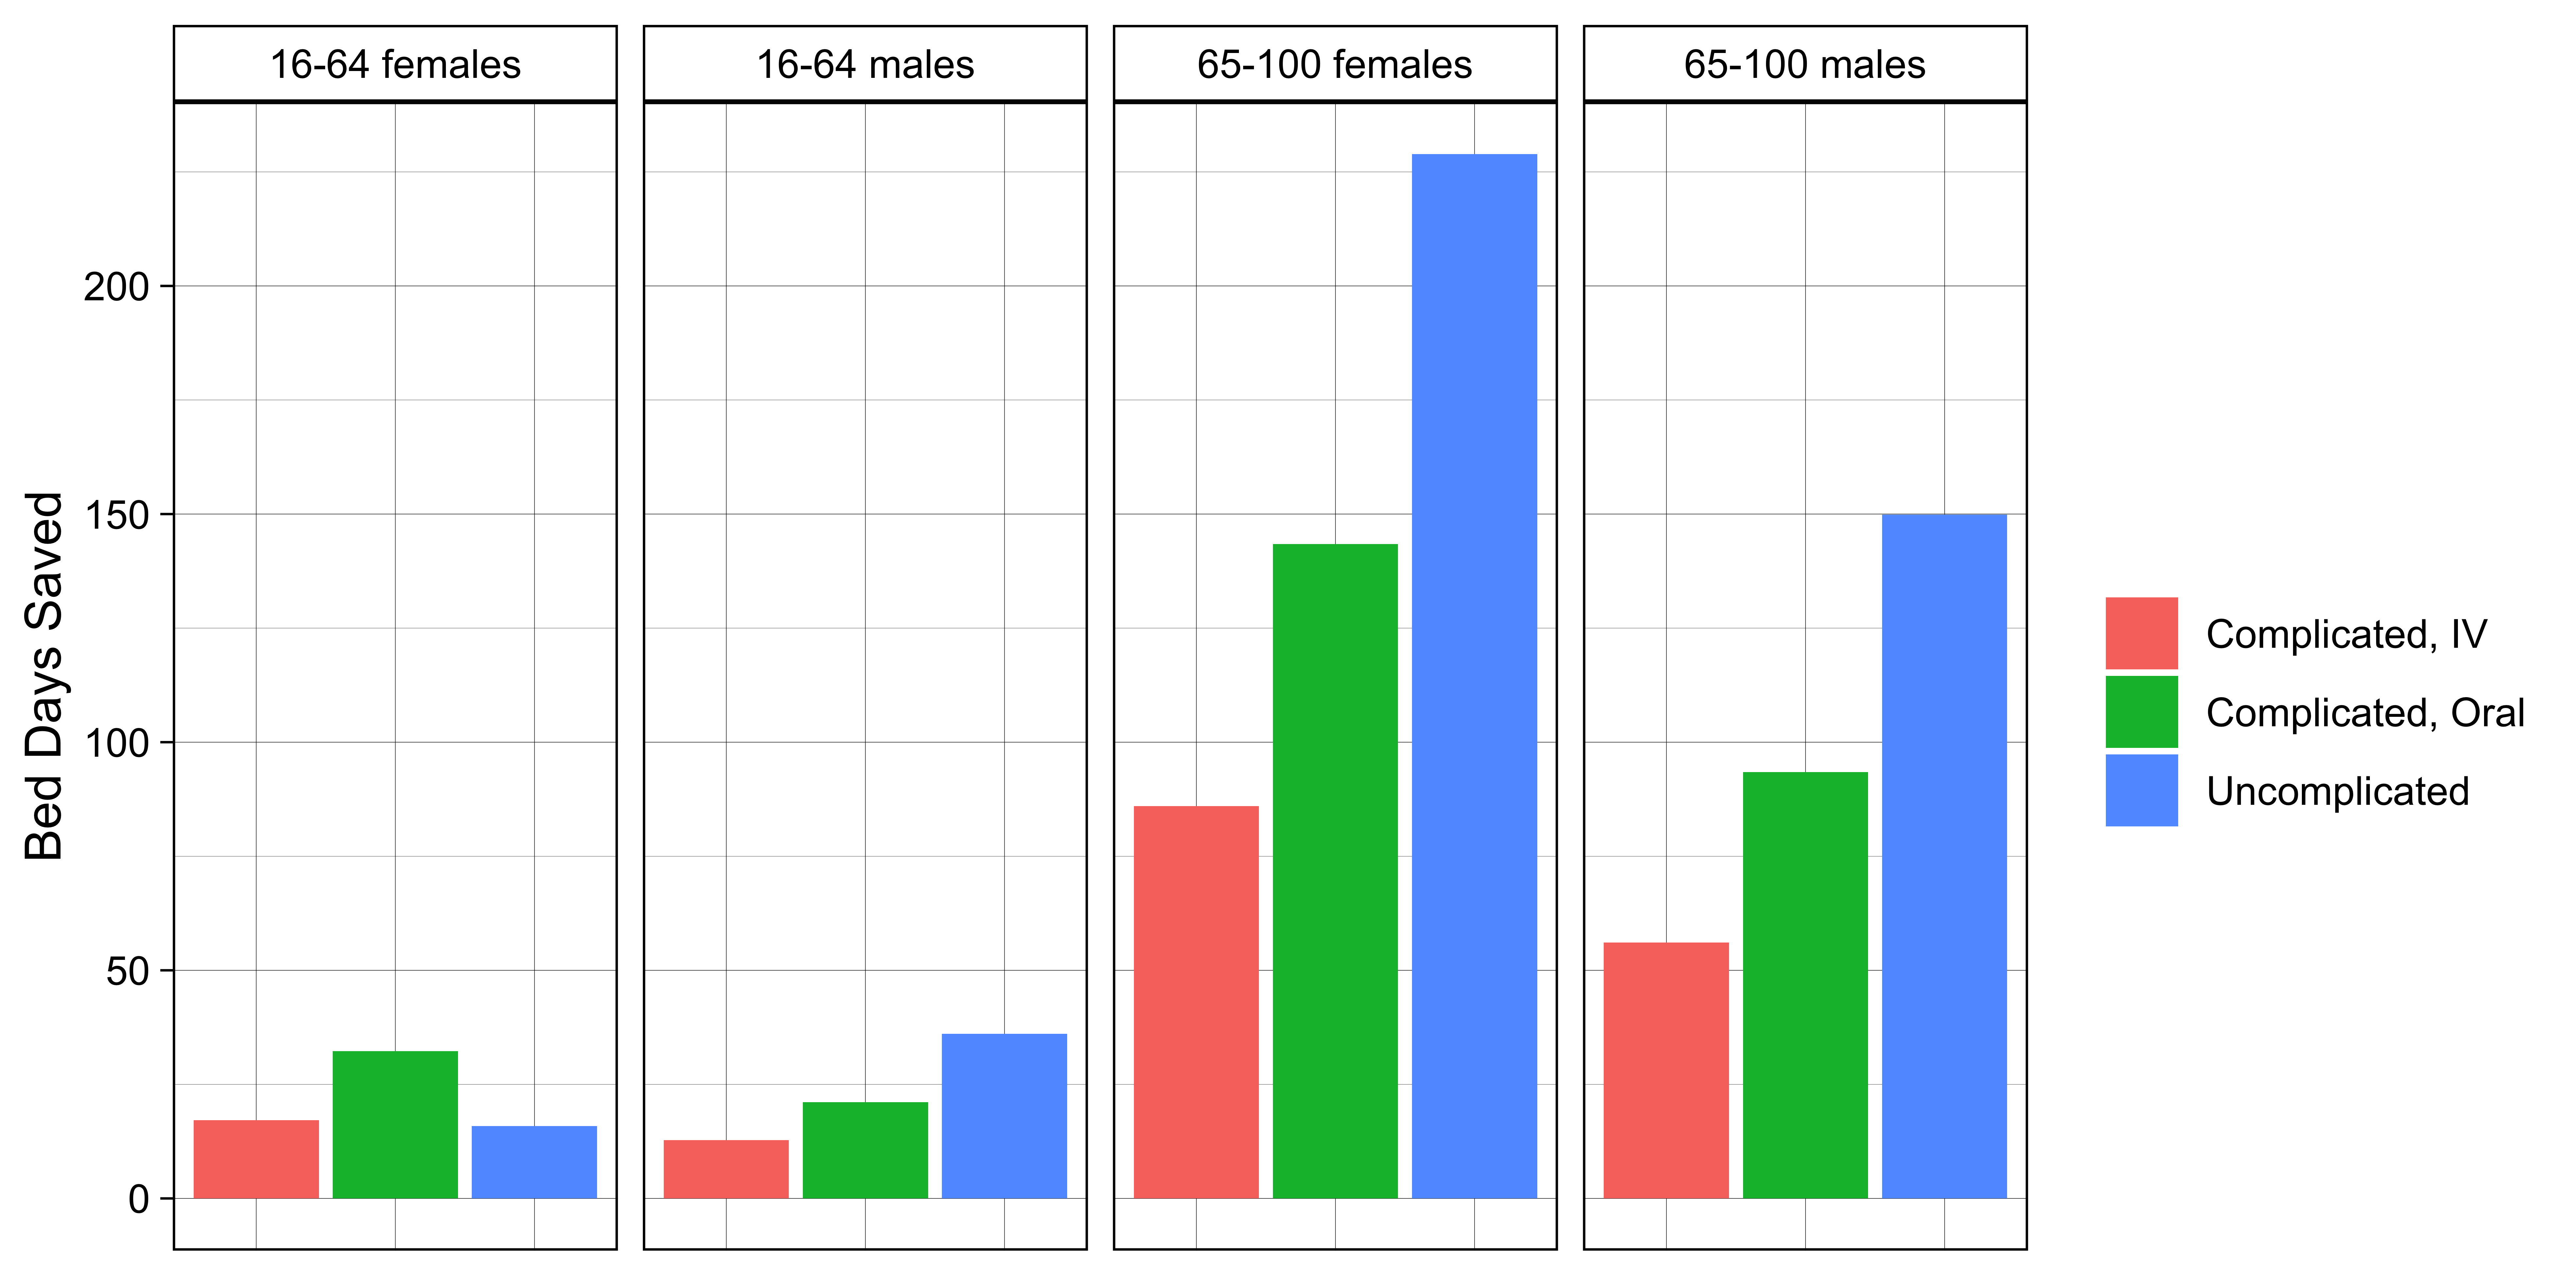 16-64 females
16-64 males
65-100 females
65-100 males
Bed Days Saved
200
150
100
50
0
Complicated, IV
Complicated, Oral
Uncomplicated